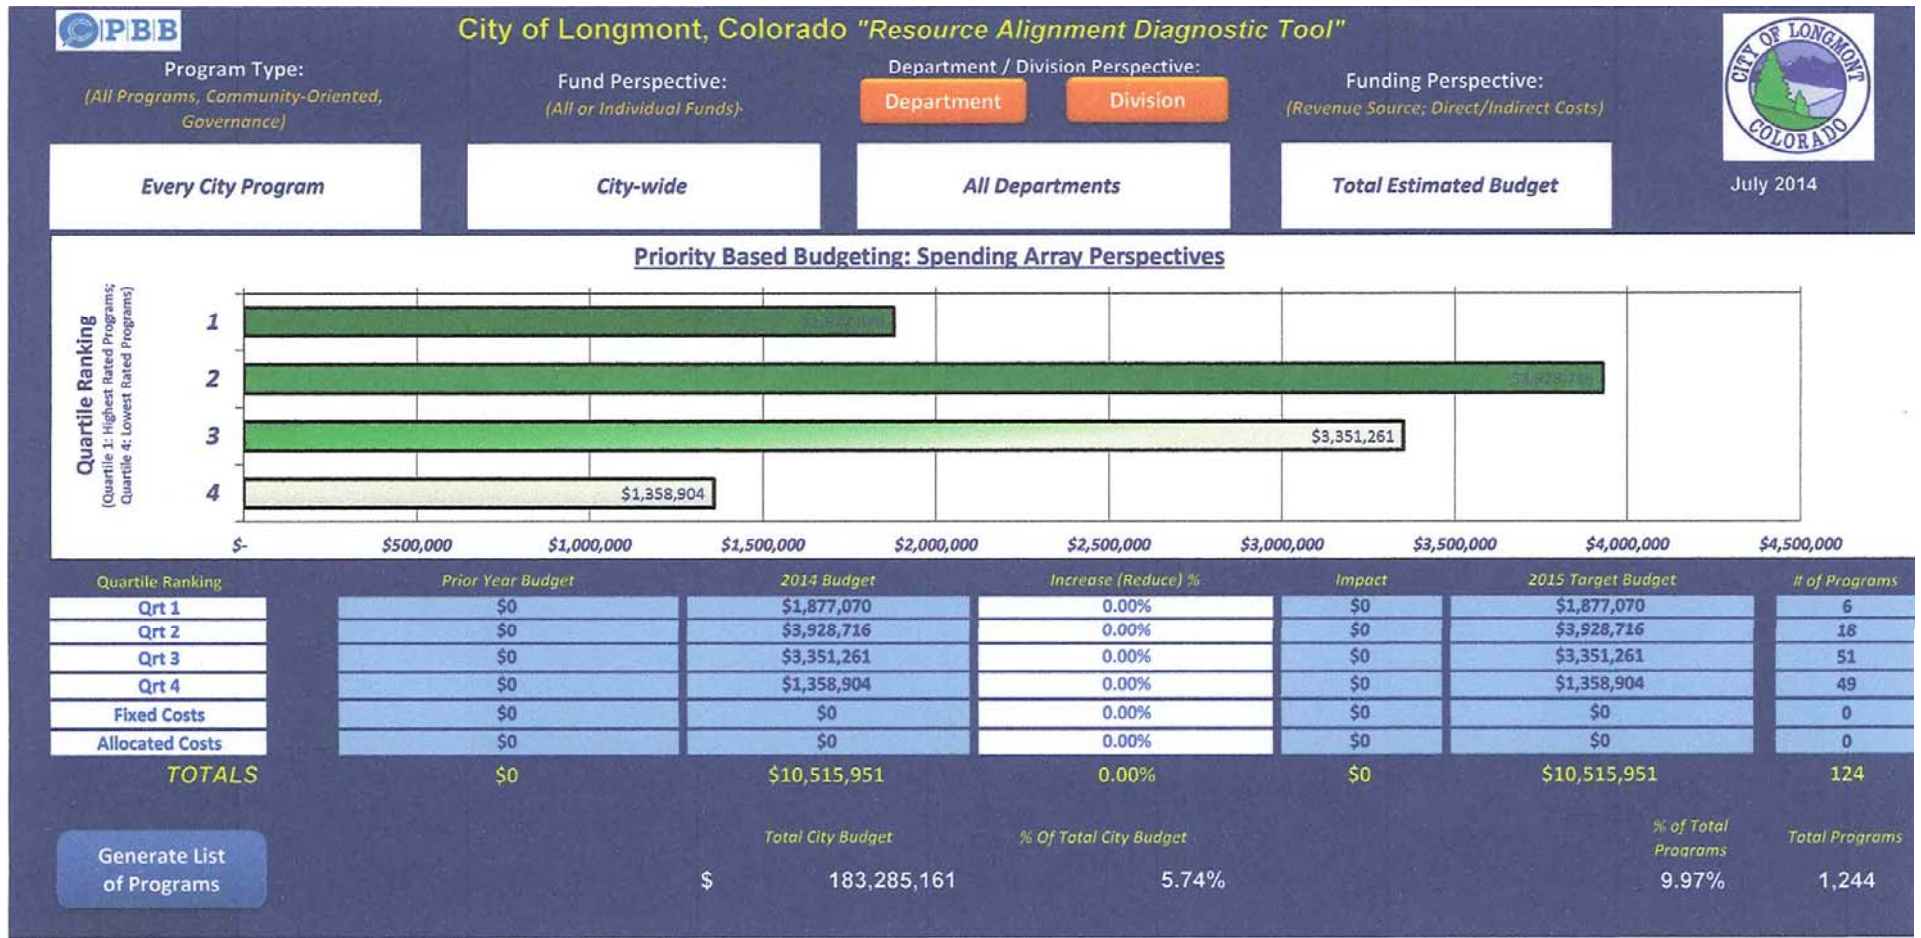 PBB
City of Longmont, Colorado "Resource Alignment Diagnostic Tool"
Program Type:
(All Programs, Community-Oriented,
Governance)
Fund Perspective:
(All or Individual Funds)
Department / Division Perspective:
Department
Division
Funding Perspective:
(Revenue Source; Direct/Indirect Costs)
CITY OF LONGMONT
COLORADO
July 2014
Every City Program
City-wide
All Departments
Total Estimated Budget
Priority Based Budgeting: Spending Array Perspectives
Quartile Ranking
(Quartile 1: Highest Rated Programs;
Quartile 4: Lowest Rated Programs)
1
2
$3,928,716
3
$3,351,261
4
$1,358,904
$- $500,000 $1,000,000 $1,500,000 $2,000,000 $2,500,000 $3,000,000 $3,500,000 $4,000,000 $4,500,000
Quartile Ranking Prior Year Budget 2014 Budget Increase (Reduce) % Impact 2015 Target Budget # of Programs
Qrt 1 $0 $1,877,070 0.00% $0 $1,877,070 6
Qrt 2 $0 $3,928,716 0.00% $0 $3,928,716 18
Qrt 3 $0 $3,351,261 0.00% $0 $3,351,261 51
Qrt 4 $0 $1,358,904 0.00% $0 $1,358,904 49
Fixed Costs $0 $0 0.00% $0 $0 0
Allocated Costs $0 $0 0.00% $0 $0 0
TOTALS $0 $10,515,951 0.00% $0 $10,515,951 124
Generate List
of Programs
Total City Budget
$ 183,285,161
% Of Total City Budget
5.74%
% of Total
Programs
9.97%
Total Programs
1,244